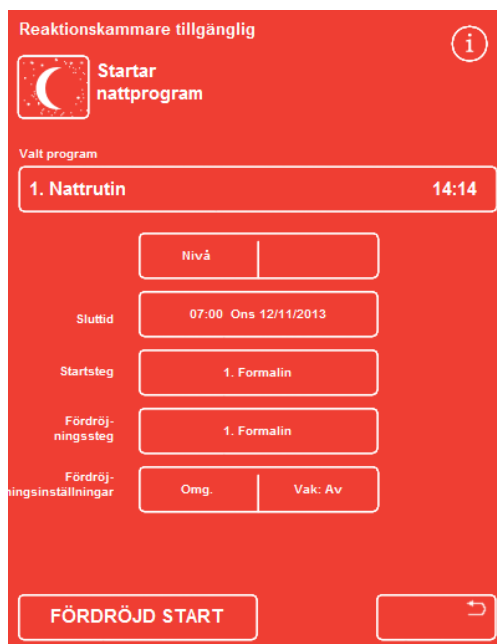 Reaktionskammare tillgänglig
i
Startar
nattprogram
Valt program
1. Nattrutin 14:14
Nivå
Sluttid 07:00 Ons 12/11/2013
Startsteg 1. Formalin
Fördröj-
ningssteg 1. Formalin
Fördröj-
ningsinställningar Omg. Vak: Av
FÖRDRÖJD START